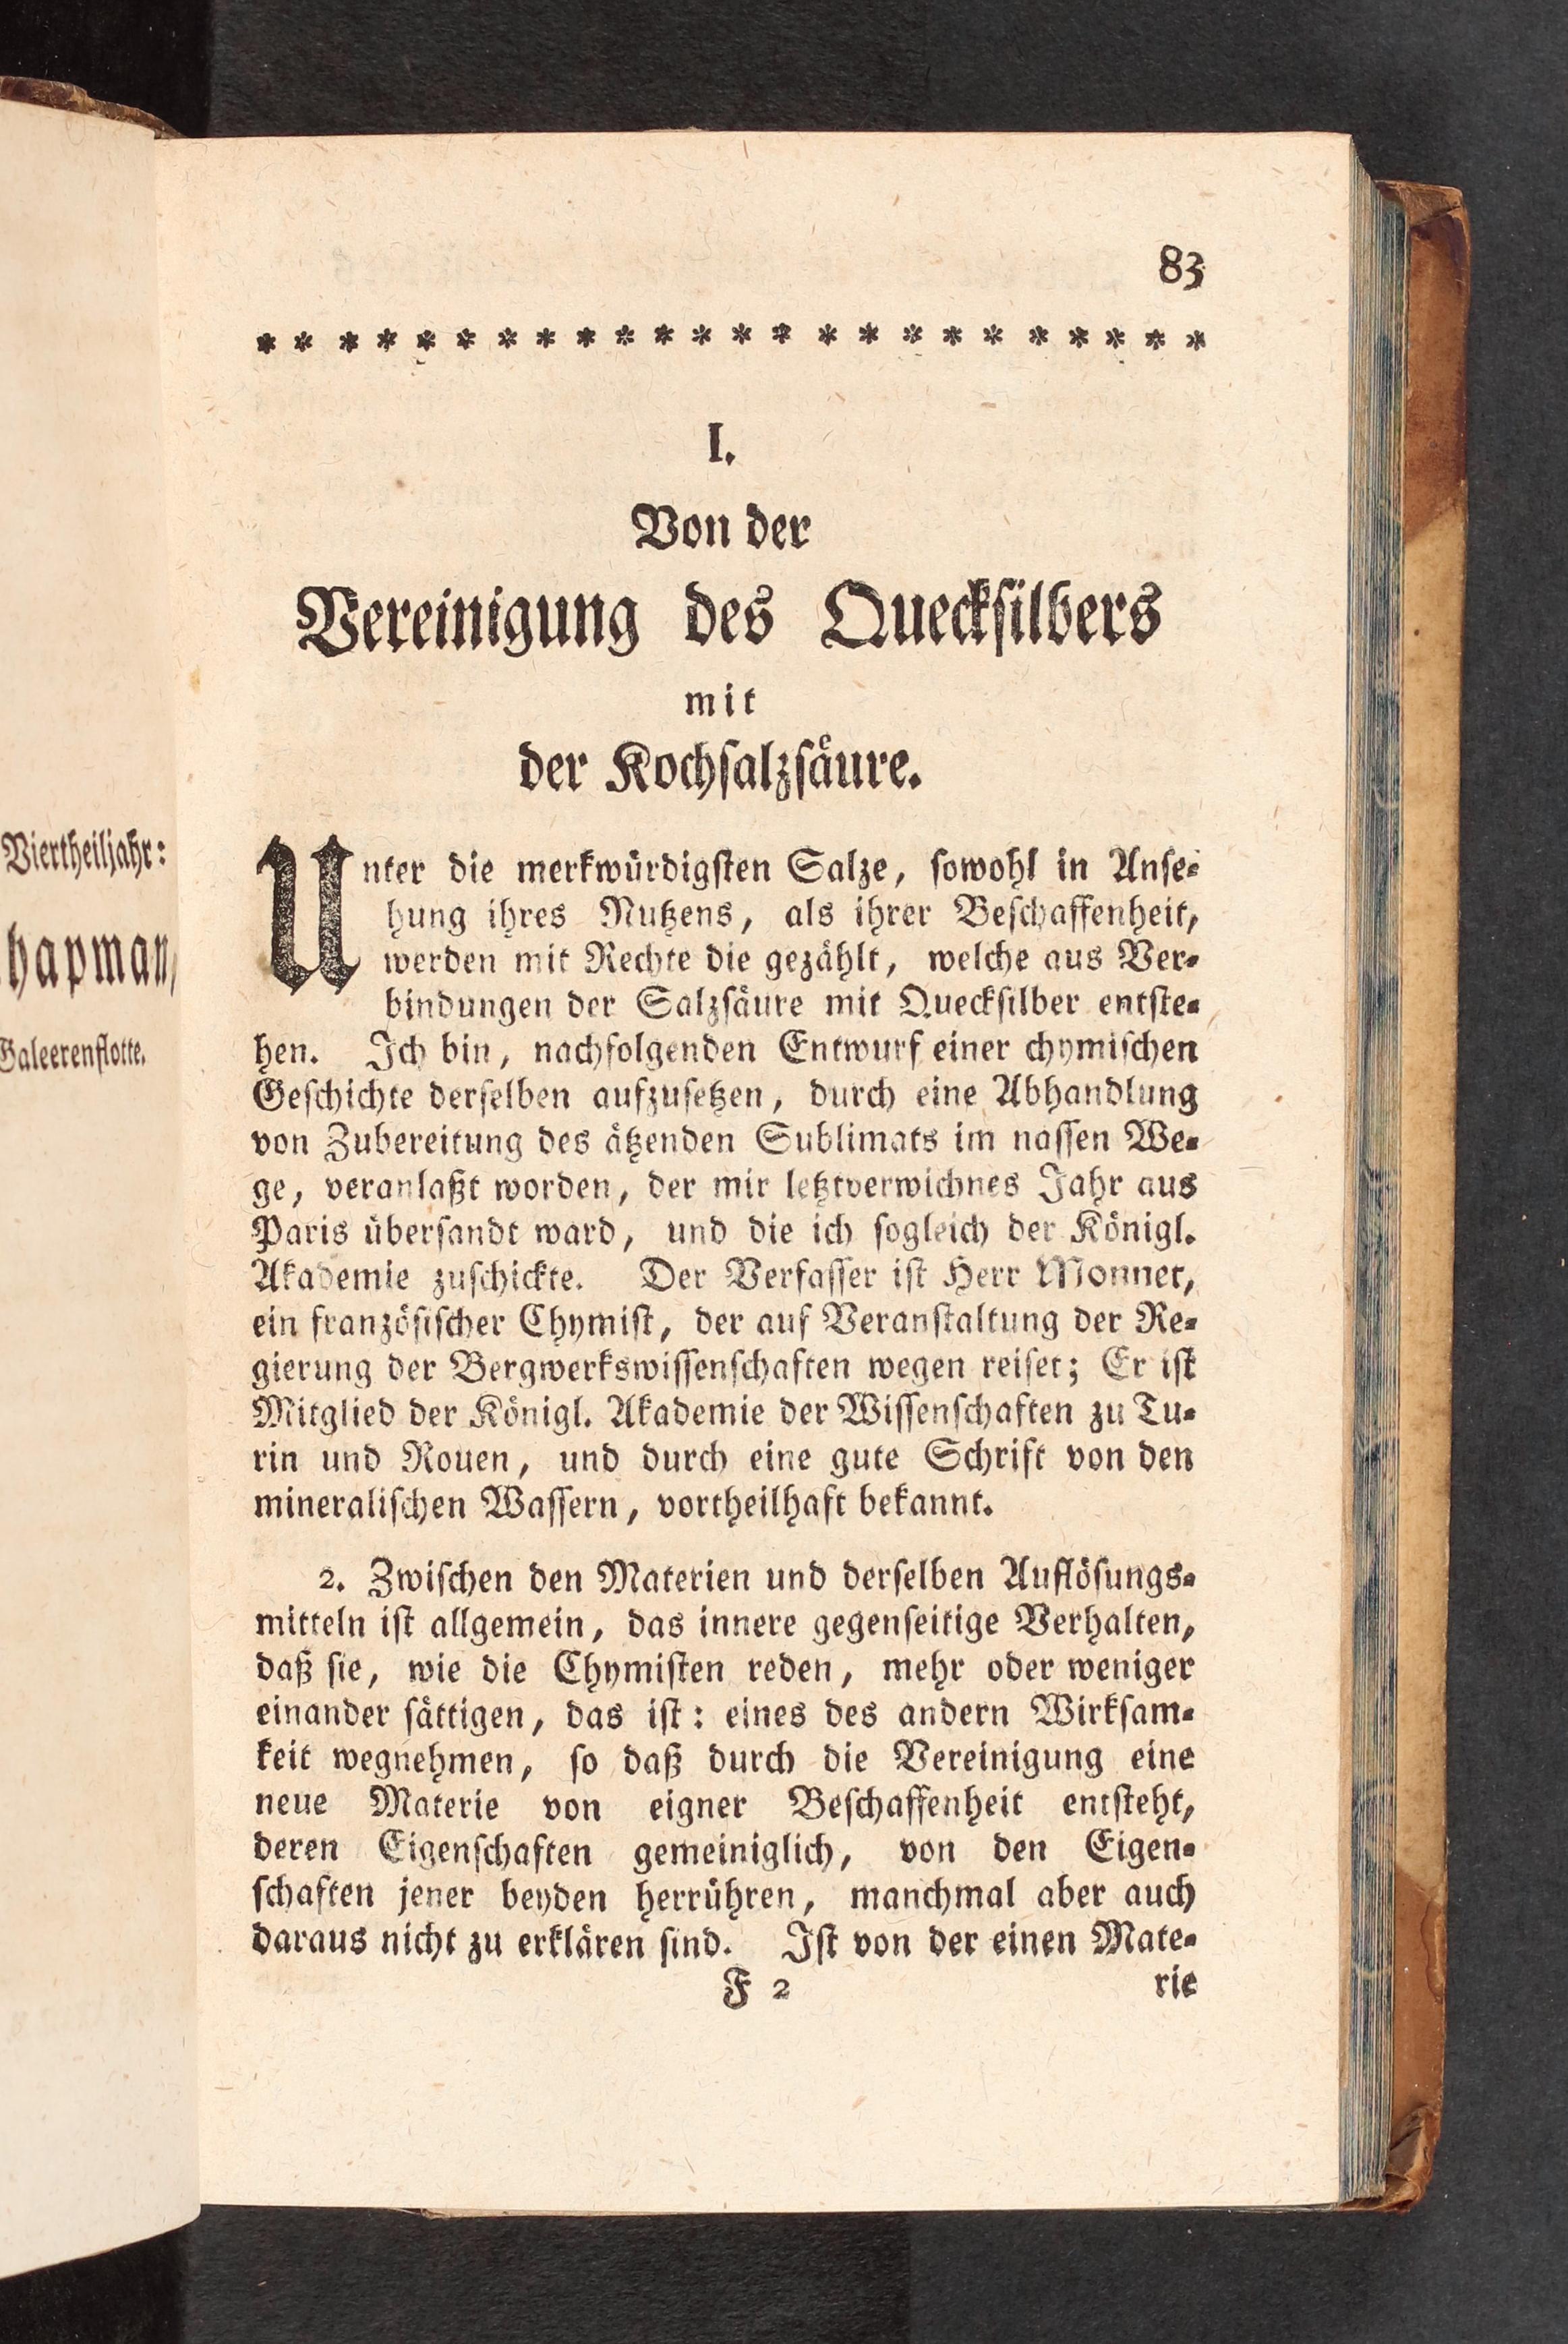 Viertheiljahr:
hapman,
Galeerenflotte.
83
* * * * * * * * * * * * * * * * * * * * * * * *
I.
Von der
Vereinigung des Queckſilbers
mit
der Kochſalzſaͤure.
Unter die merkwürdigſten Salze, ſowohl in Anſe-
hung ihres Nutzens, als ihrer Beſchaffenheit,
werden mit Rechte die gezählt, welche aus Ver-
bindungen der Salzſäure mit Queckſilber entſte-
hen. Ich bin, nachfolgenden Entwurf einer chymiſchen
Geſchichte derſelben aufzuſetzen, durch eine Abhandlung
von Zubereitung des ätzenden Sublimats im naſſen We-
ge, veranlaßt worden, der mir letztverwichnes Jahr aus
Paris überſandt ward, und die ich ſogleich der Königl.
Akademie zuſchickte. Der Verfaſſer iſt Herr Monnet,
ein franzöſiſcher Chymiſt, der auf Veranſtaltung der Re-
gierung der Bergwerkswiſſenſchaften wegen reiſet; Er iſt
Mitglied der Königl. Akademie der Wiſſenſchaften zu Tu-
rin und Rouen, und durch eine gute Schrift von den
mineraliſchen Waſſern, vortheilhaft bekannt.
2. Zwiſchen den Materien und derſelben Auflöſungs-
mitteln iſt allgemein, das innere gegenſeitige Verhalten,
daß ſie, wie die Chymiſten reden, mehr oder weniger
einander ſättigen, das iſt: eines des andern Wirkſam-
keit wegnehmen, ſo daß durch die Vereinigung eine
neue Materie von eigner Beſchaffenheit entſteht,
deren Eigenſchaften gemeiniglich, von den Eigen-
ſchaften jener beyden herrühren, manchmal aber auch
daraus nicht zu erklären ſind. Iſt von der einen Mate-
F 2 rie